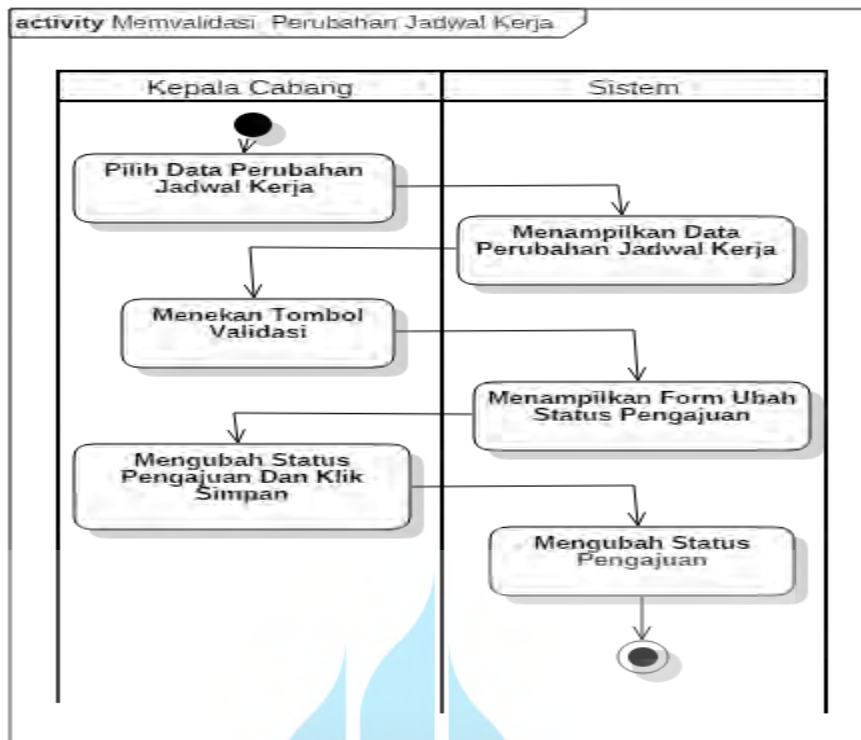 activity Memvalidasi Perubahan Jadwal Kerja
Kepala Cabang
Sistem
Pilih Data Perubahan
Jadwal Kerja
Menampilkan Data
Perubahan Jadwal Kerja
Menekan Tombol
Validasi
Menampilkan Form Ubah
Status Pengajuan
Mengubah Status
Pengajuan Dan Klik
Simpan
Mengubah Status
Pengajuan